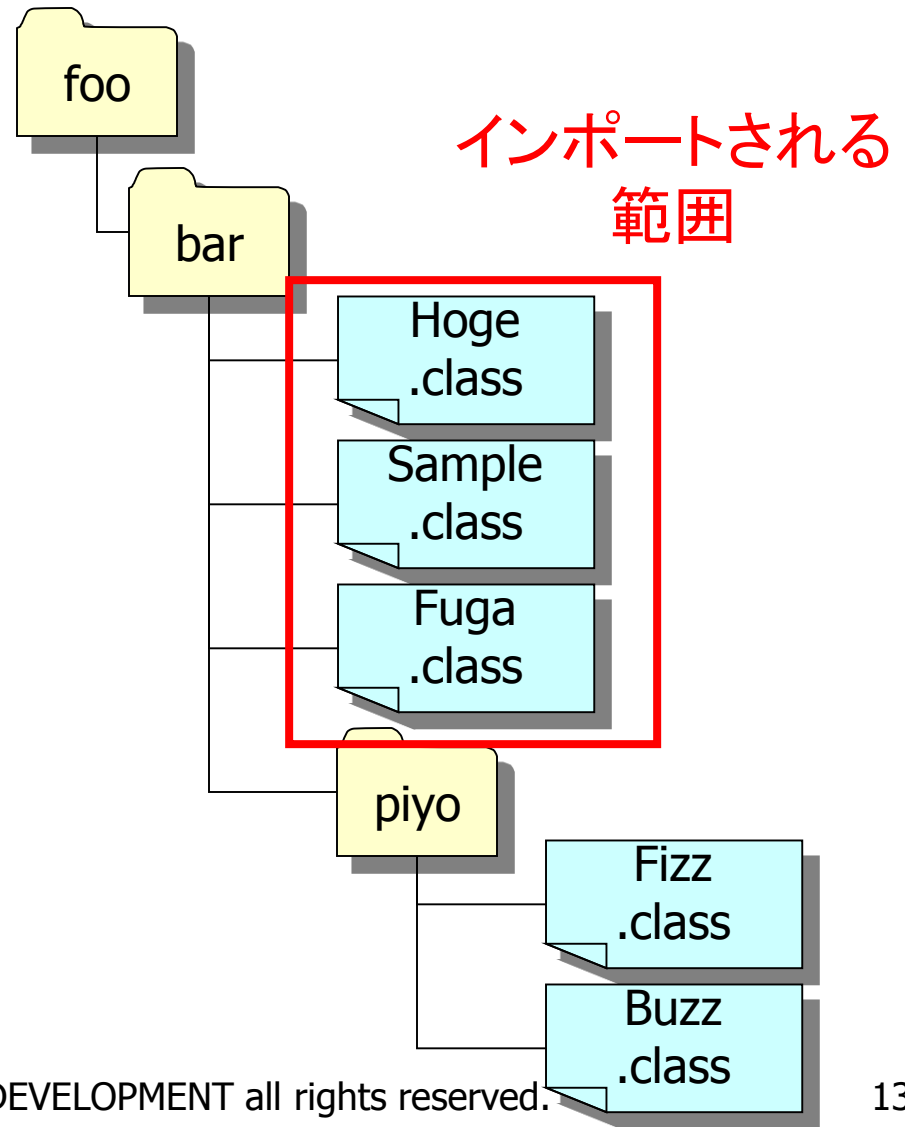 foo
インポートされる
範囲
bar
Hoge
.class
Sample
.class
Fuga
.class
piyo
Fizz
.class
Buzz
.class
DEVELOPMENT all rights reserved.
13